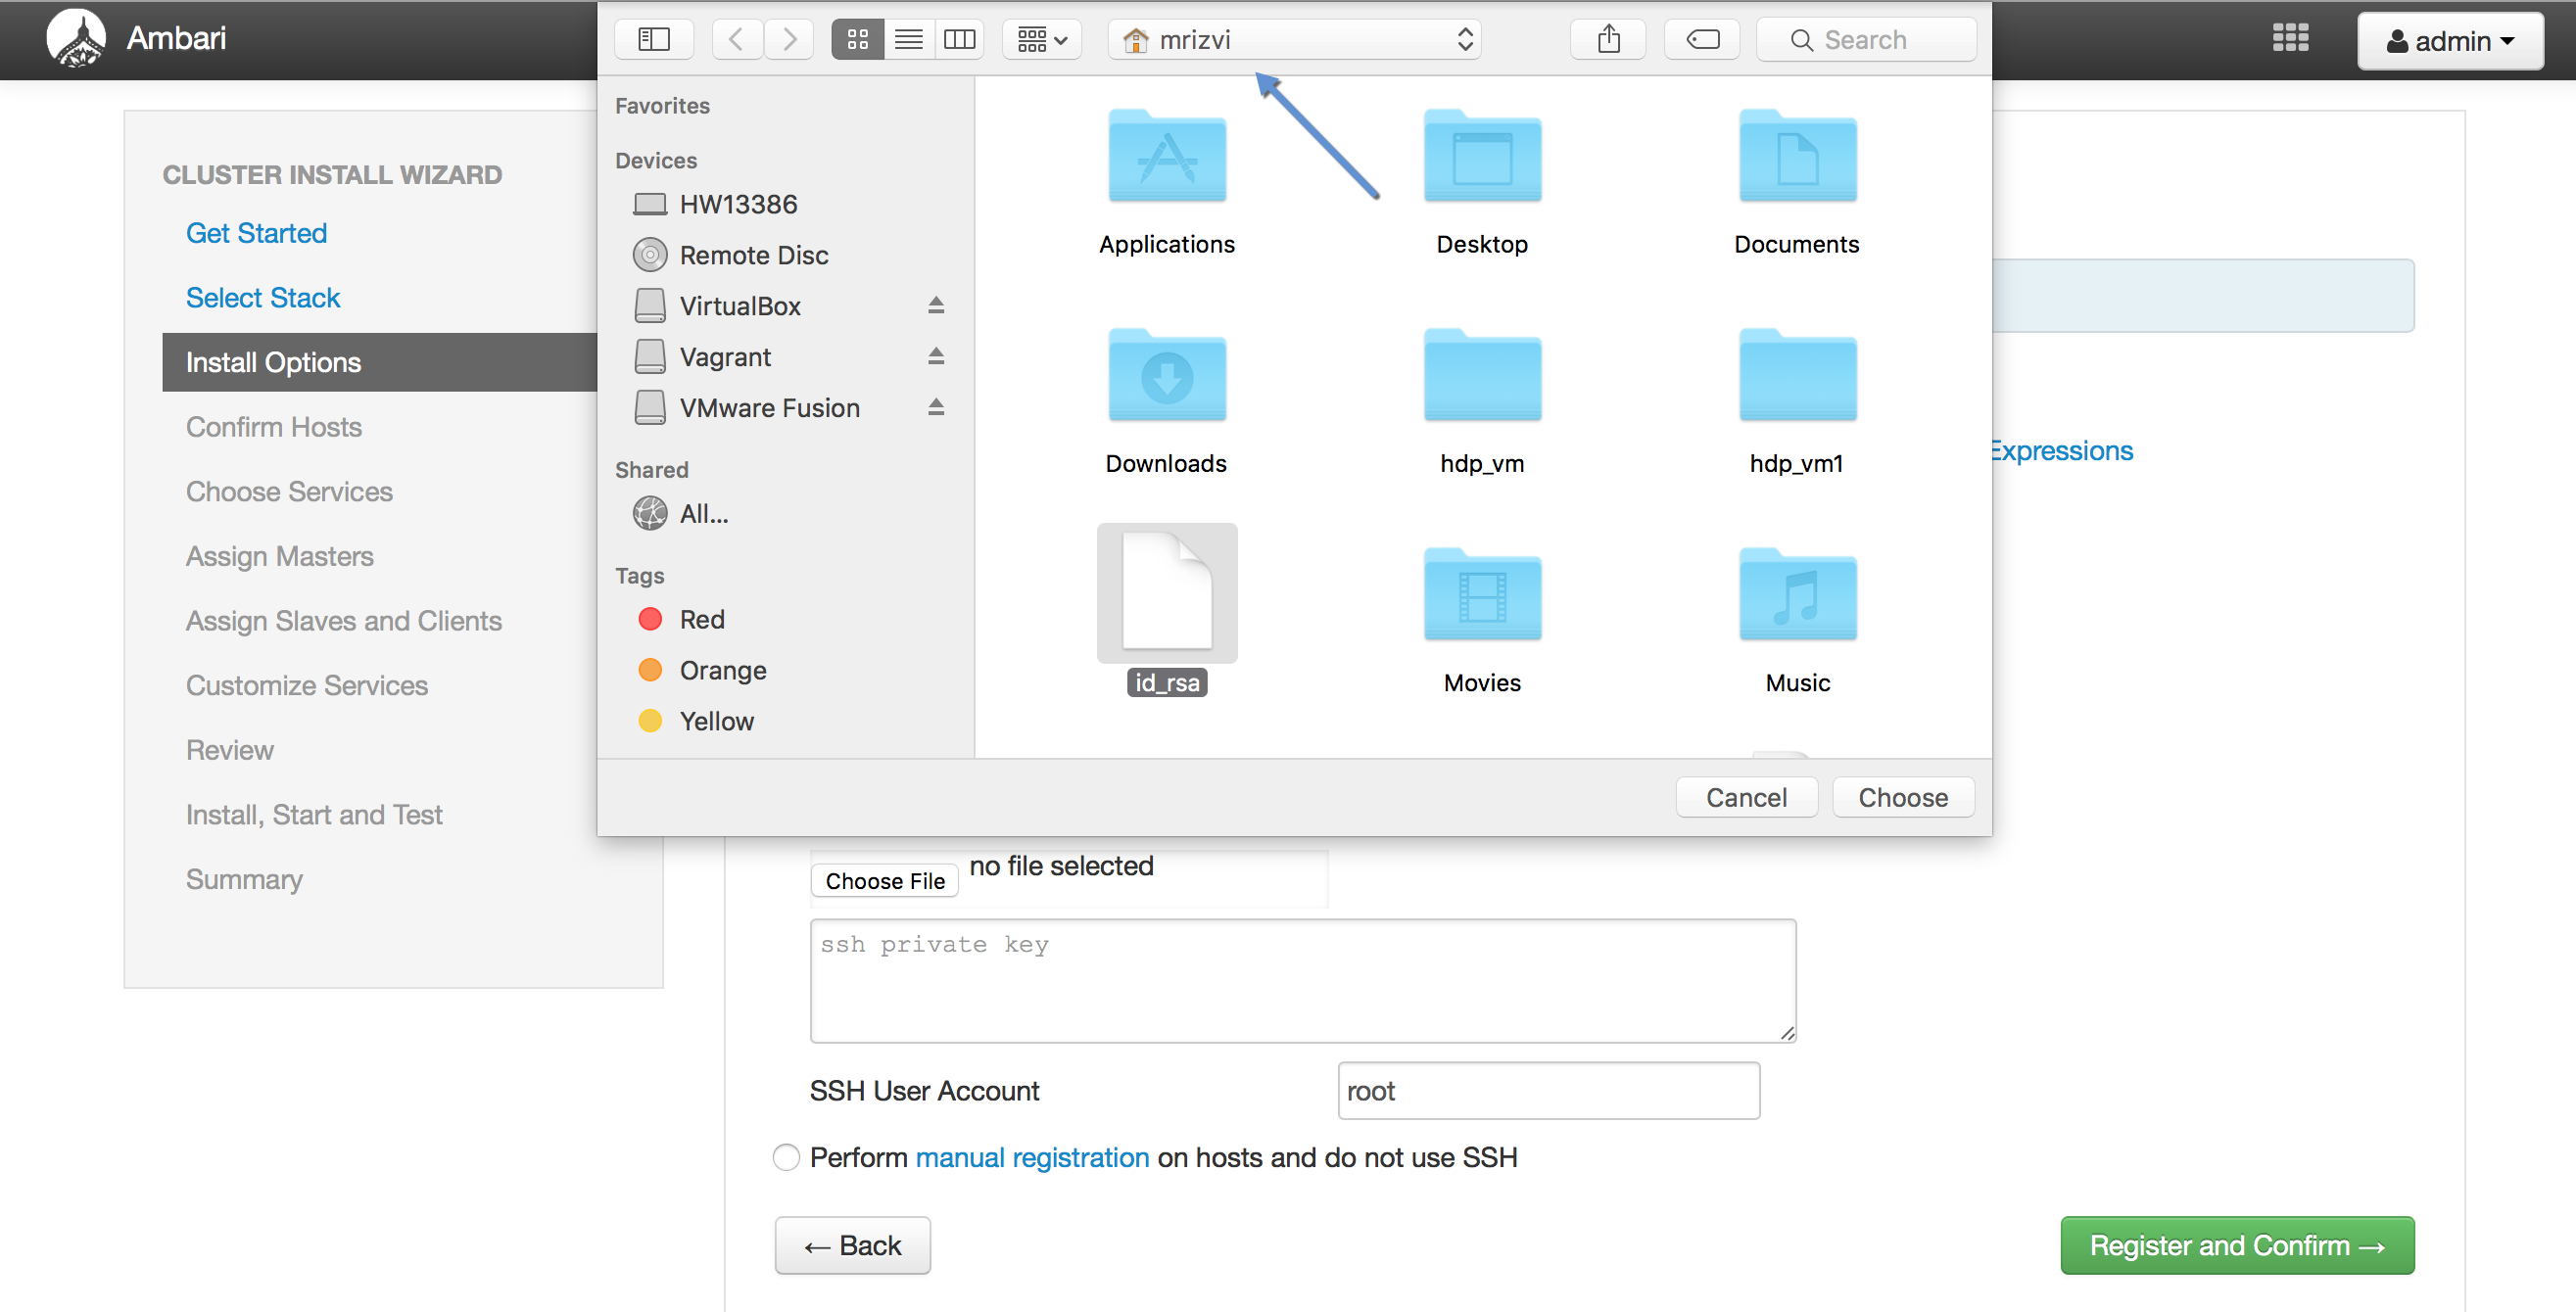 Ambari
mrizvi
Search
admin
CLUSTER INSTALL WIZARD
Get Started
Select Stack
Install Options
Confirm Hosts
Choose Services
Assign Masters
Assign Slaves and Clients
Customize Services
Review
Install, Start and Test
Summary
Favorites
Devices
HW13386
Remote Disc
VirtualBox
Vagrant
VMware Fusion
Shared
All...
Tags
Red
Orange
Yellow
Applications
Desktop
Documents
Downloads
hdp_vm
hdp_vm1
id_rsa
Movies
Music
Cancel
Choose
Expressions
Choose File
no file selected
ssh private key
SSH User Account
root
Perform manual registration on hosts and do not use SSH
← Back
Register and Confirm →